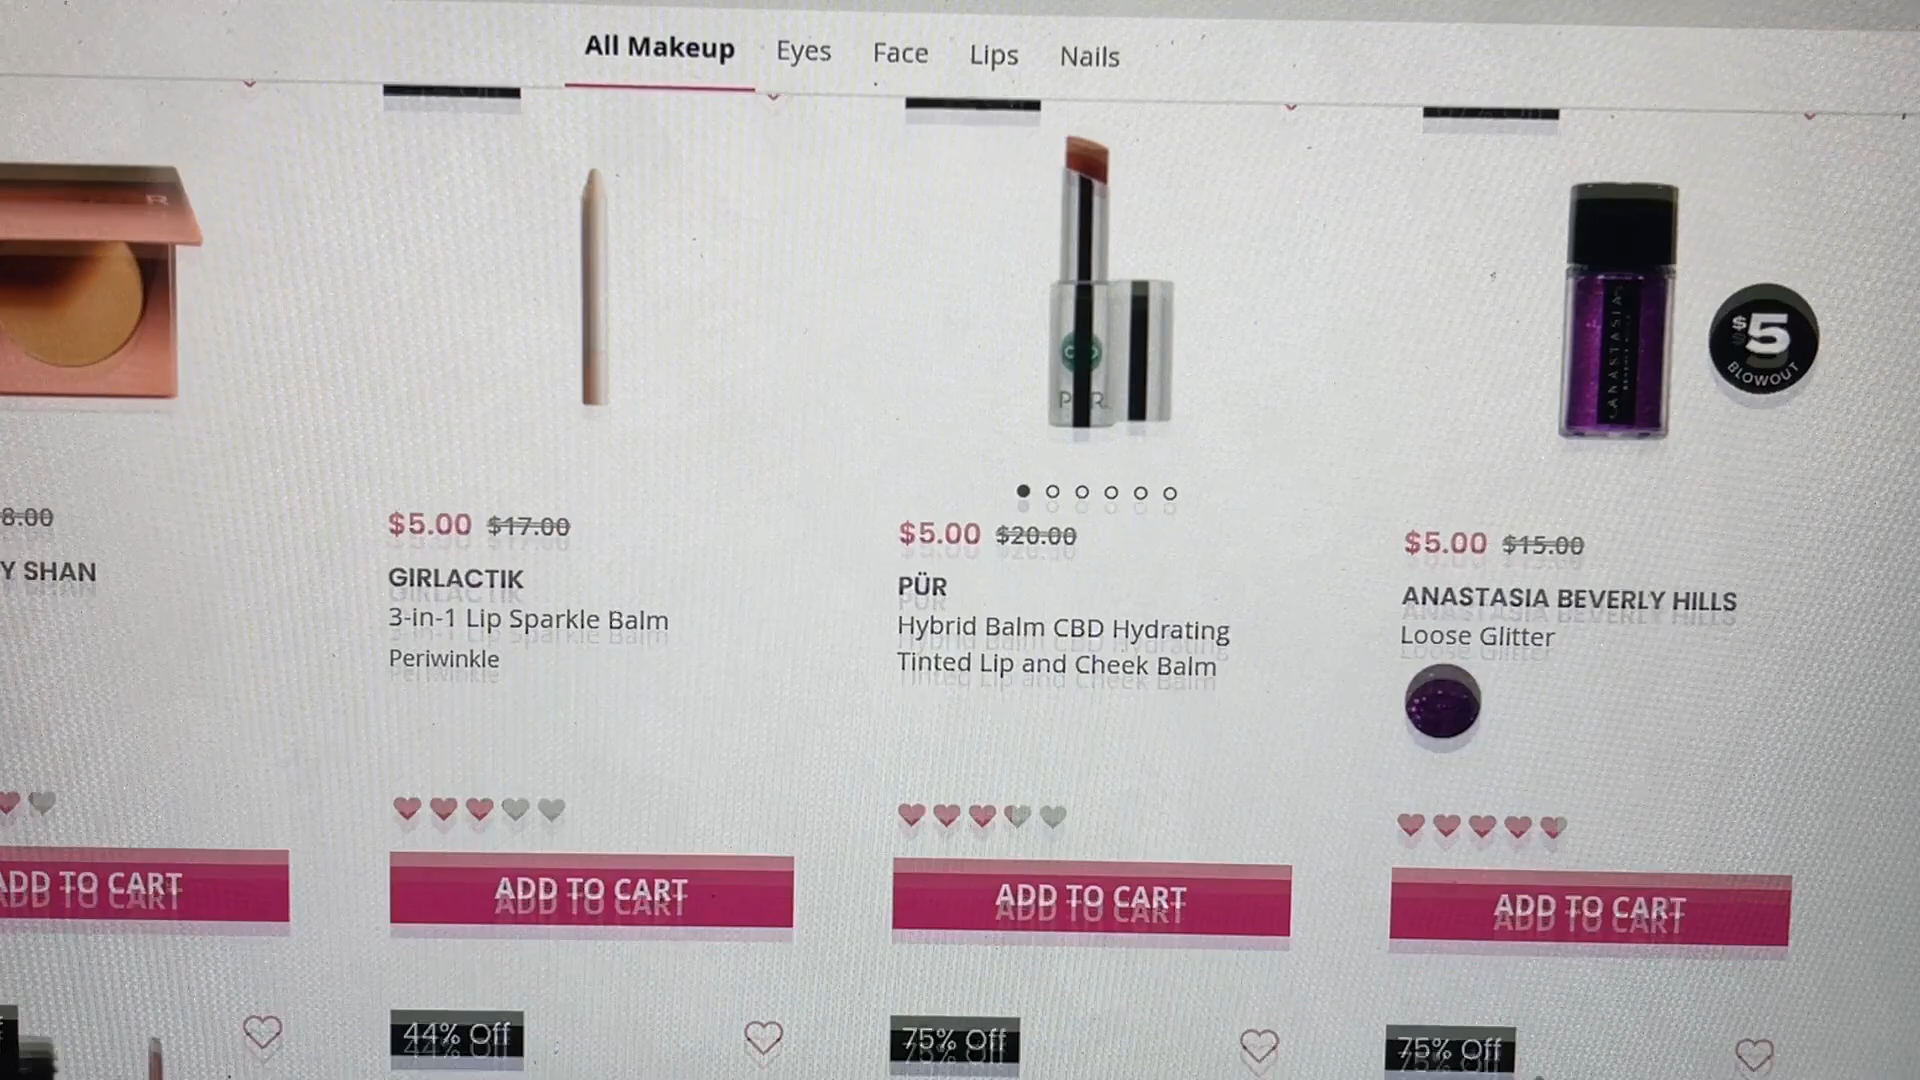 All Makeup Eyes Face Lips Nails
R
PÜR
ANASTASIA
$5
BLOWOUT
8.00
$5.00 $17.00
$5.00 $20.00
$5.00 $15.00
Y SHAN
GIRLACTIK
3-in-1 Lip Sparkle Balm
Periwinkle
PÜR
Hybrid Balm CBD Hydrating
Tinted Lip and Cheek Balm
ANASTASIA BEVERLY HILLS
Loose Glitter
ADD TO CART
ADD TO CART
ADD TO CART
ADD TO CART
44% Off
75% Off
75% Off